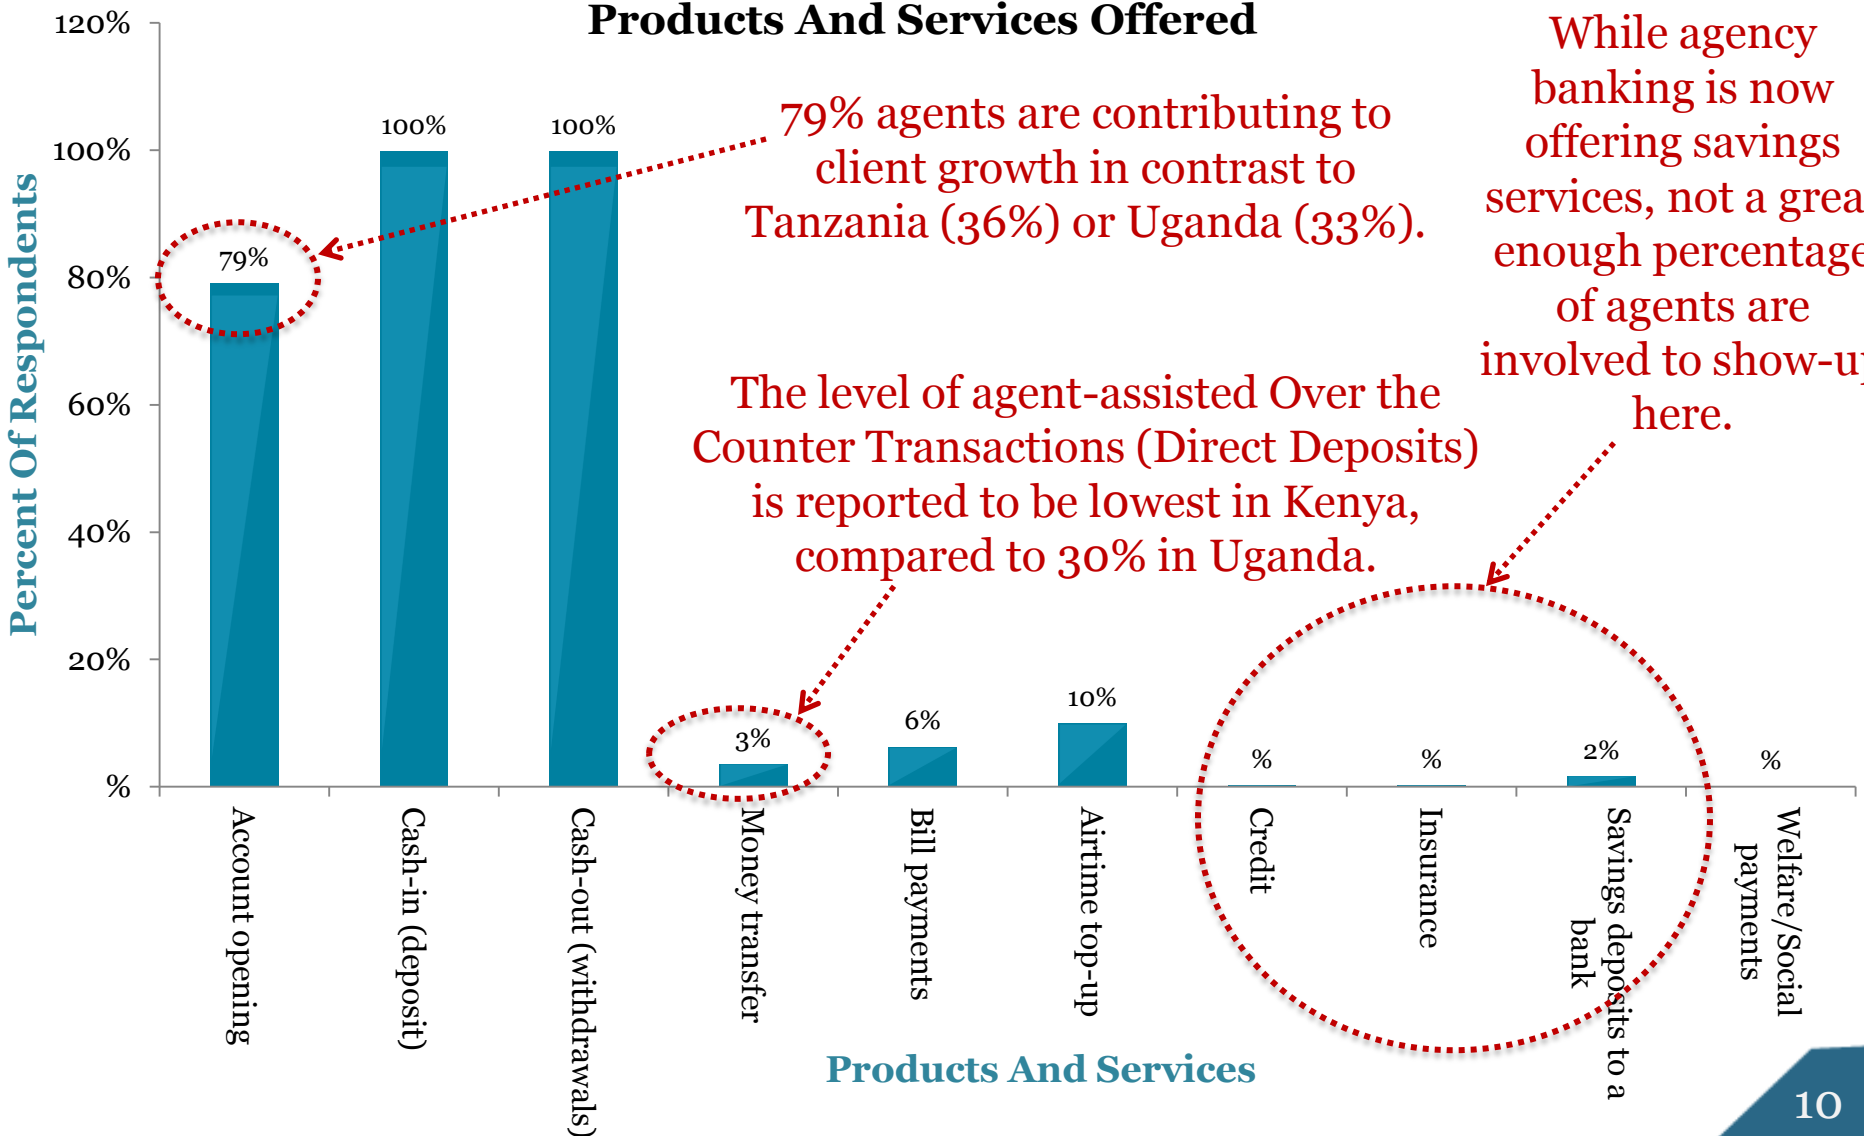 Products And Services Offered
120%
100%
80%
60%
40%
20%
%
Percent Of Respondents
79%
100%
100%
3%
6%
10%
%
%
2%
%
79% agents are contributing to
client growth in contrast to
Tanzania (36%) or Uganda (33%).
The level of agent-assisted Over the
Counter Transactions (Direct Deposits)
is reported to be lowest in Kenya,
compared to 30% in Uganda.
While agency
banking is now
offering savings
services, not a grea
enough percentage
of agents are
involved to show-up
here.
Account opening
Cash-in (deposit)
Cash-out (withdrawals)
Money transfer
Bill payments
Airtime top-up
Credit
Insurance
Savings deposits to a
bank
Welfare/Social
payments
Products And Services
10